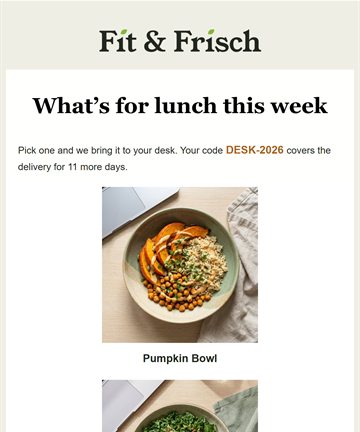 Fit & Frisch
What’s for lunch this week
Pick one and we bring it to your desk. Your code DESK-2026 covers the
delivery for 11 more days.
Pumpkin Bowl